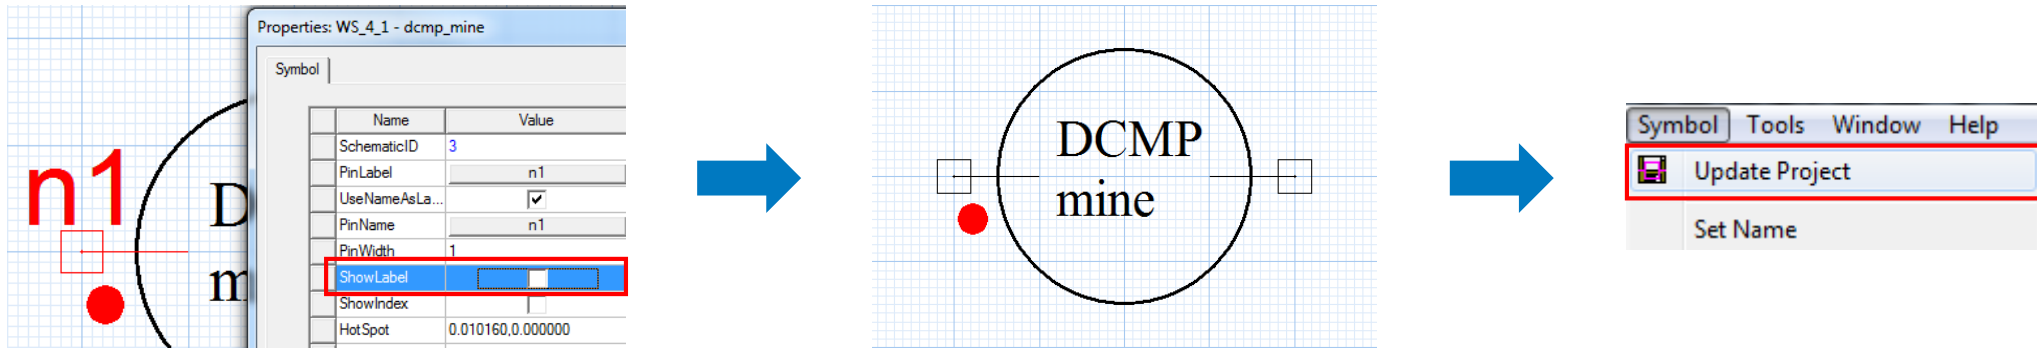 n1
D
m
Properties: WS_4_1 - dcmp_mine
Symbol
Name Value
SchematicID 3
PinLabel n1
UseNameAsLa...
PinName n1
PinWidth 1
ShowLabel
ShowIndex
HotSpot 0.010160,0.000000
DCMP
mine
Symbol Tools Window Help
Update Project
Set Name